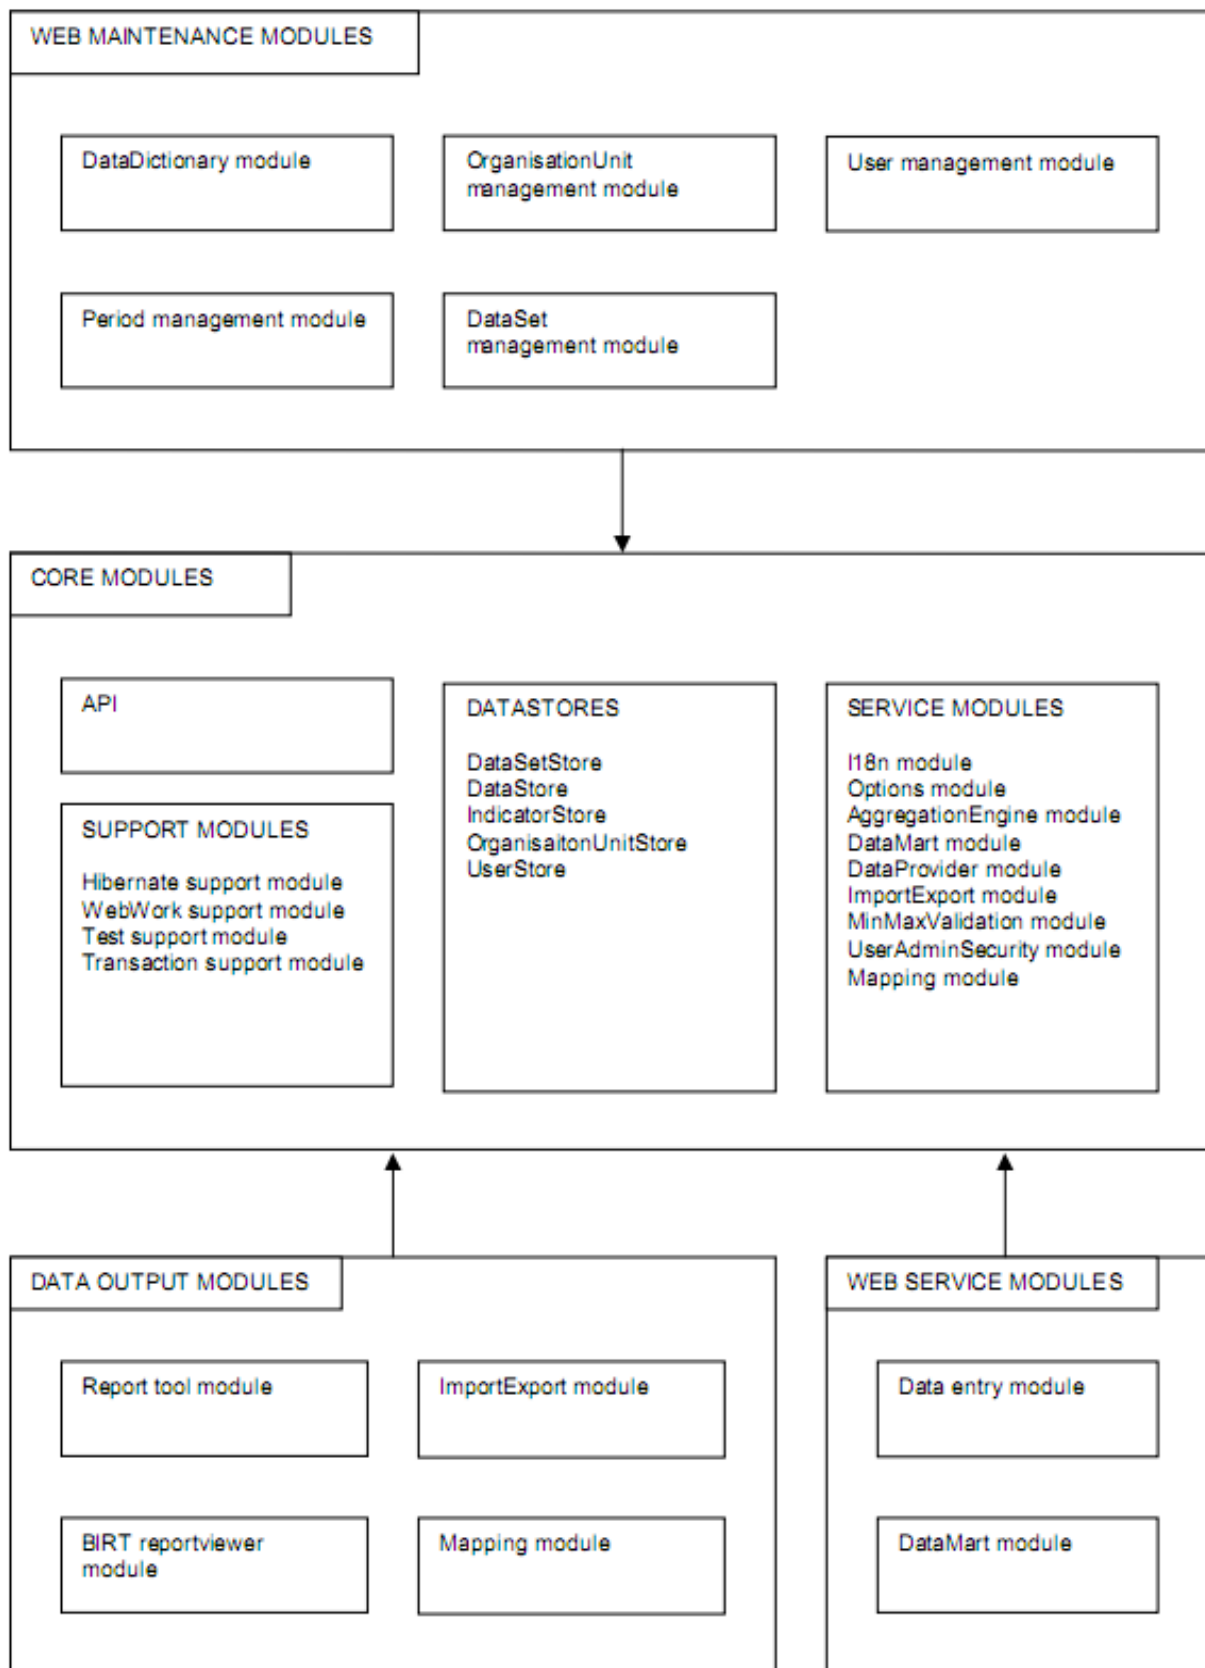 WEB MAINTENANCE MODULES
DataDictionary module
OrganisationUnit
management module
User management module
Period management module
DataSet
management module
CORE MODULES
API
SUPPORT MODULES
Hibernate support module
WebWork support module
Test support module
Transaction support module
DATASTORES
DataSetStore
DataStore
IndicatorStore
OrganisaitonUnitStore
UserStore
SERVICE MODULES
I18n module
Options module
AggregationEngine module
DataMart module
DataProvider module
ImportExport module
MinMaxValidation module
UserAdminSecurity module
Mapping module
DATA OUTPUT MODULES
Report tool module
ImportExport module
BIRT reportviewer
module
Mapping module
WEB SERVICE MODULES
Data entry module
DataMart module